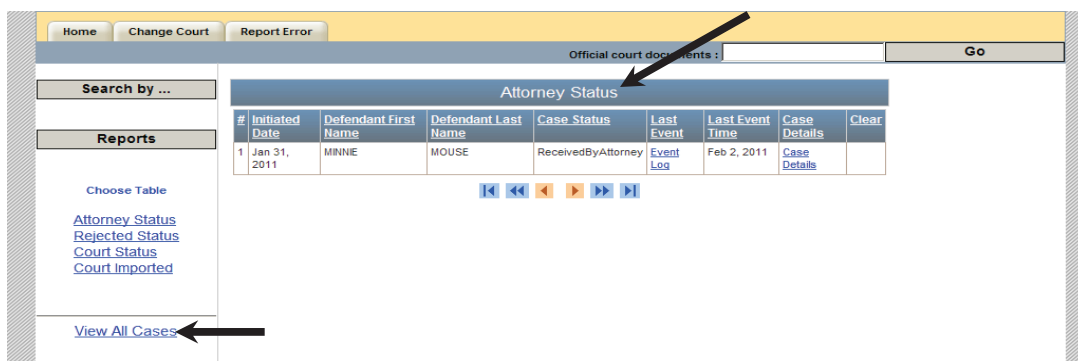 Home Change Court Report Error
Official court documents : Go
Search by ...
Reports
Choose Table
Attorney Status
Rejected Status
Court Status
Court Imported
View All Cases
Attorney Status
# Initiated Date Defendant First Name Defendant Last Name Case Status Last Event Last Event Time Case Details Clear
1 Jan 31, 2011 MINNIE MOUSE ReceivedByAttorney Event Log Feb 2, 2011 Case Details